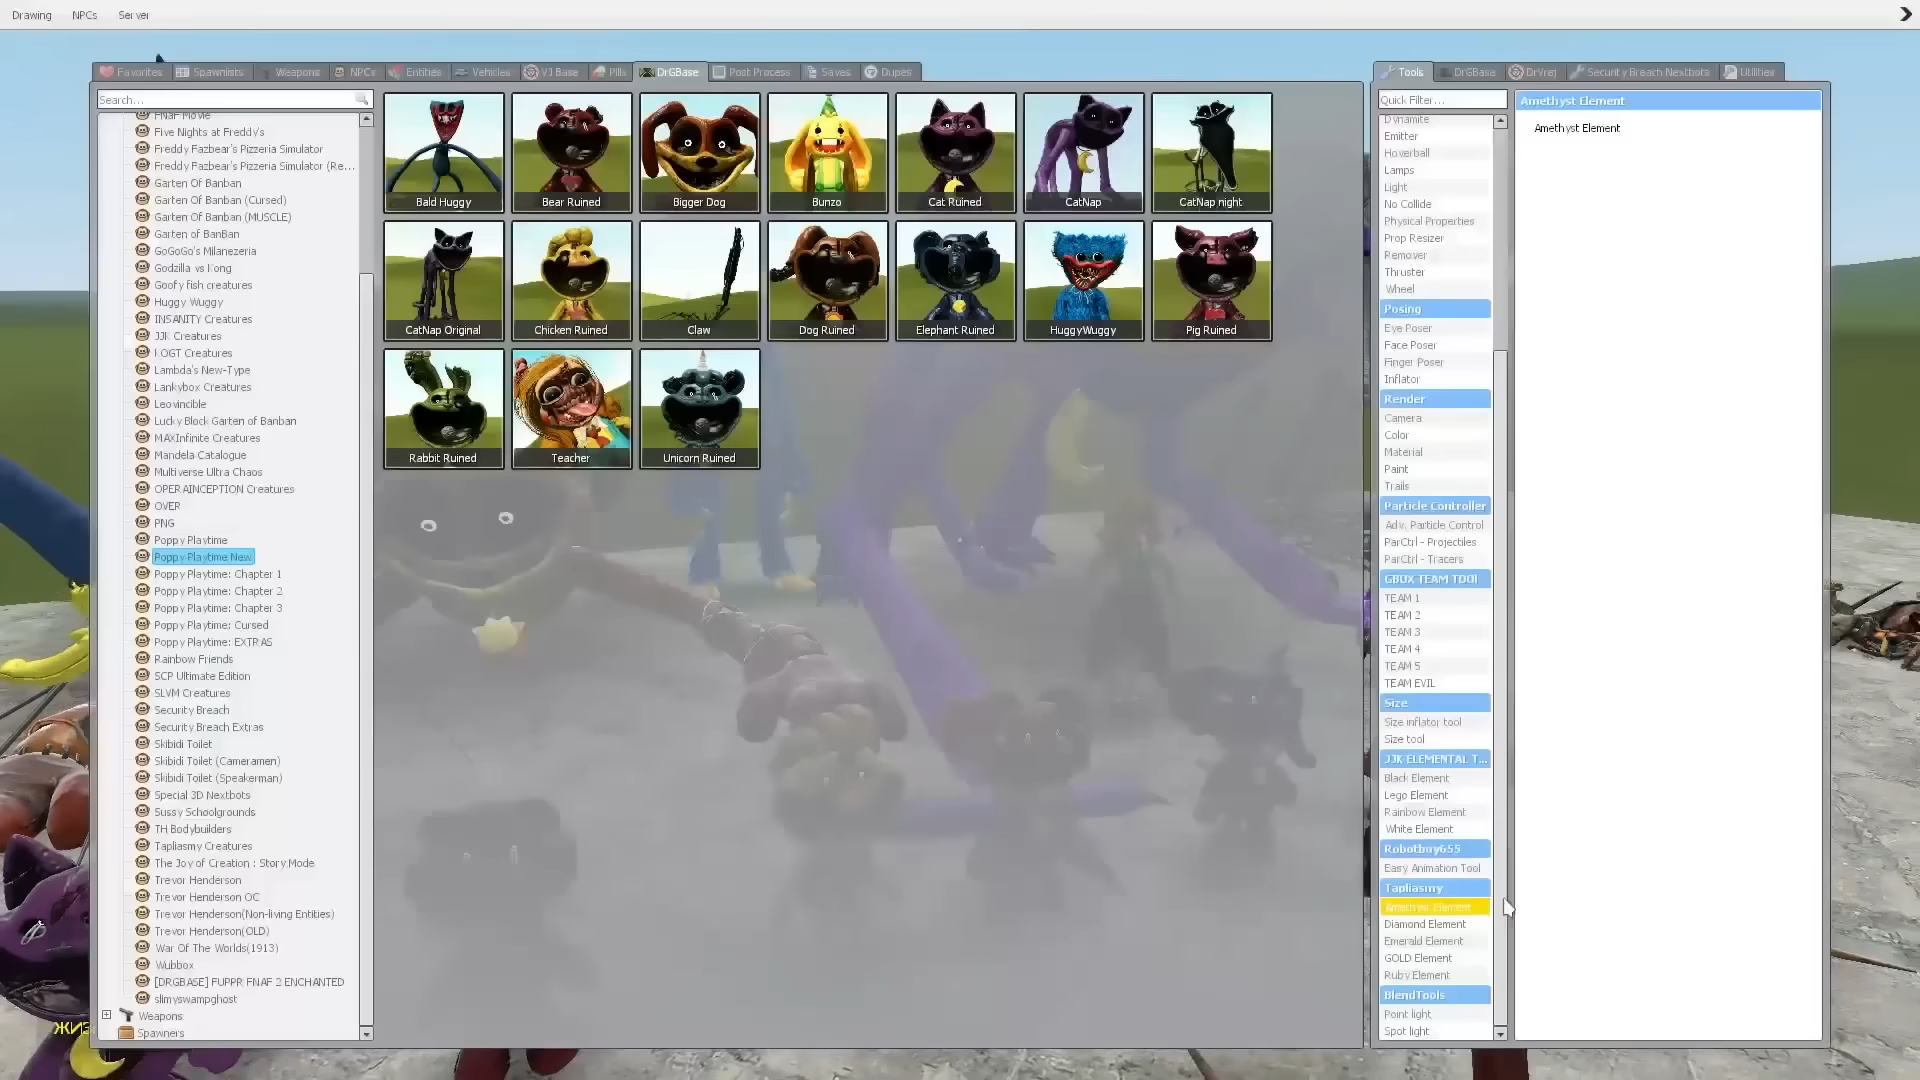 Drawing NPCs Server
Favorites Spawnlists Weapons NPCs Entities Vehicles VJ Base Pills DrGBase Post Process Saves Dupes
Search...
FNaF Movie
Five Nights at Freddy's
Freddy Fazbear's Pizzeria Simulator
Freddy Fazbear's Pizzeria Simulator (Re...
Garten Of Banban
Garten Of Banban (Cursed)
Garten Of Banban (MUSCLE)
Garten of BanBan
GoGoGo's Milanezeria
Godzilla vs Kong
Goofy fish creatures
Huggy Wuggy
INSANITY Creatures
JJK Creatures
KOGT Creatures
Lambda's New-Type
Lankybox Creatures
Leovincible
Lucky Block Garten of Banban
MAXInfinite Creatures
Mandela Catalogue
Multiverse Ultra Chaos
OPERAINCEPTION Creatures
OVER
PNG
Poppy Playtime
Poppy Playtime New
Poppy Playtime: Chapter 1
Poppy Playtime: Chapter 2
Poppy Playtime: Chapter 3
Poppy Playtime: Cursed
Poppy Playtime: EXTRAS
Rainbow Friends
SCP Ultimate Edition
SLVM Creatures
Security Breach
Security Breach Extras
Skibidi Toilet
Skibidi Toilet (Cameramen)
Skibidi Toilet (Speakerman)
Special 3D Nextbots
Sussy Schoolgrounds
TH Bodybuilders
Tapliasmy Creatures
The Joy of Creation : Story Mode
Trevor Henderson
Trevor Henderson OC
Trevor Henderson(Non-living Entities)
Trevor Henderson(OLD)
War Of The Worlds(1913)
Wubbox
[DRGBASE] FUPPR FNAF 2 ENCHANTED
slimyswampghost
Weapons
Spawners
Bald Huggy Bear Ruined Bigger Dog Bunzo Cat Ruined CatNap CatNap night
CatNap Original Chicken Ruined Claw Dog Ruined Elephant Ruined HuggyWuggy Pig Ruined
Rabbit Ruined Teacher Unicorn Ruined
Tools DrGBase DrVrej Security Breach Nextbots Utilities
Quick Filter...
Dynamite
Emitter
Hoverball
Lamps
Light
No Collide
Physical Properties
Prop Resizer
Remover
Thruster
Wheel
Posing
Eye Poser
Face Poser
Finger Poser
Inflator
Render
Camera
Color
Material
Paint
Trails
Particle Controller
Adv. Particle Control
ParCtrl - Projectiles
ParCtrl - Tracers
GBOX TEAM TOOl
TEAM 1
TEAM 2
TEAM 3
TEAM 4
TEAM 5
TEAM EVIL
Size
Size inflator tool
Size tool
JJK ELEMENTAL T...
Black Element
Lego Element
Rainbow Element
White Element
Robotboy655
Easy Animation Tool
Tapliasmy
Amethyst Element
Diamond Element
Emerald Element
GOLD Element
Ruby Element
BlendTools
Point light
Spot light
Amethyst Element
Amethyst Element